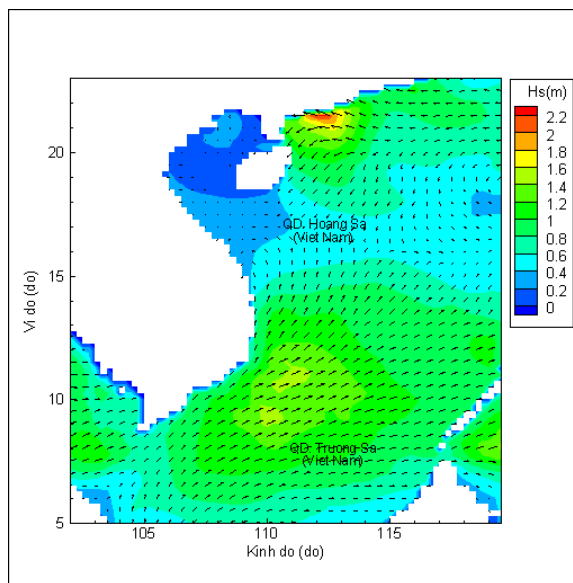 Hs(m)
2.2
2
1.8
1.6
1.4
1.2
1
0.8
0.6
0.4
0.2
0
20
15
10
5
Vi do (do)
QD. Hoang Sa
(Viet Nam)
QD. Truong Sa
(Viet Nam)
105
110
115
Kinh do (do)